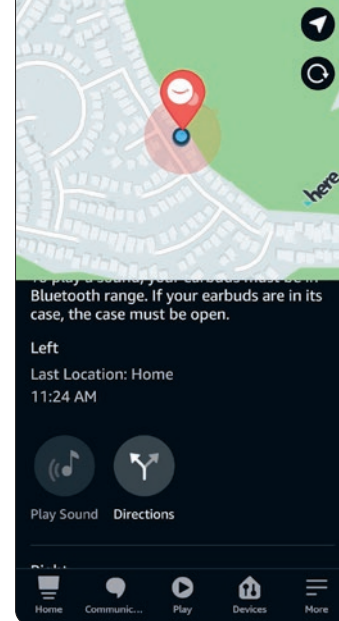 here
To play a sound, your earbuds must be in
Bluetooth range. If your earbuds are in its
case, the case must be open.
Left
Last Location: Home
11:24 AM
Play Sound Directions
Right
Home Communic... Play Devices More